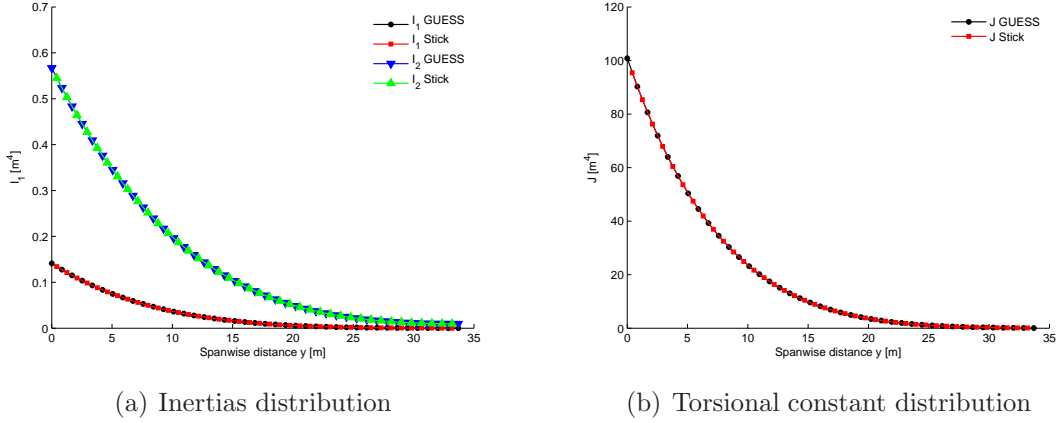 0.7
0.6
0.5
0.4
0.3
0.2
0.1
0
I₁ [m⁴]
0 5 10 15 20 25 30 35
Spanwise distance y [m]
I₁ GUESS
I₁ Stick
I₂ GUESS
I₂ Stick
(a) Inertias distribution
120
100
80
60
40
20
0
J [m⁴]
0 5 10 15 20 25 30 35
Spanwise distance y [m]
J GUESS
J Stick
(b) Torsional constant distribution